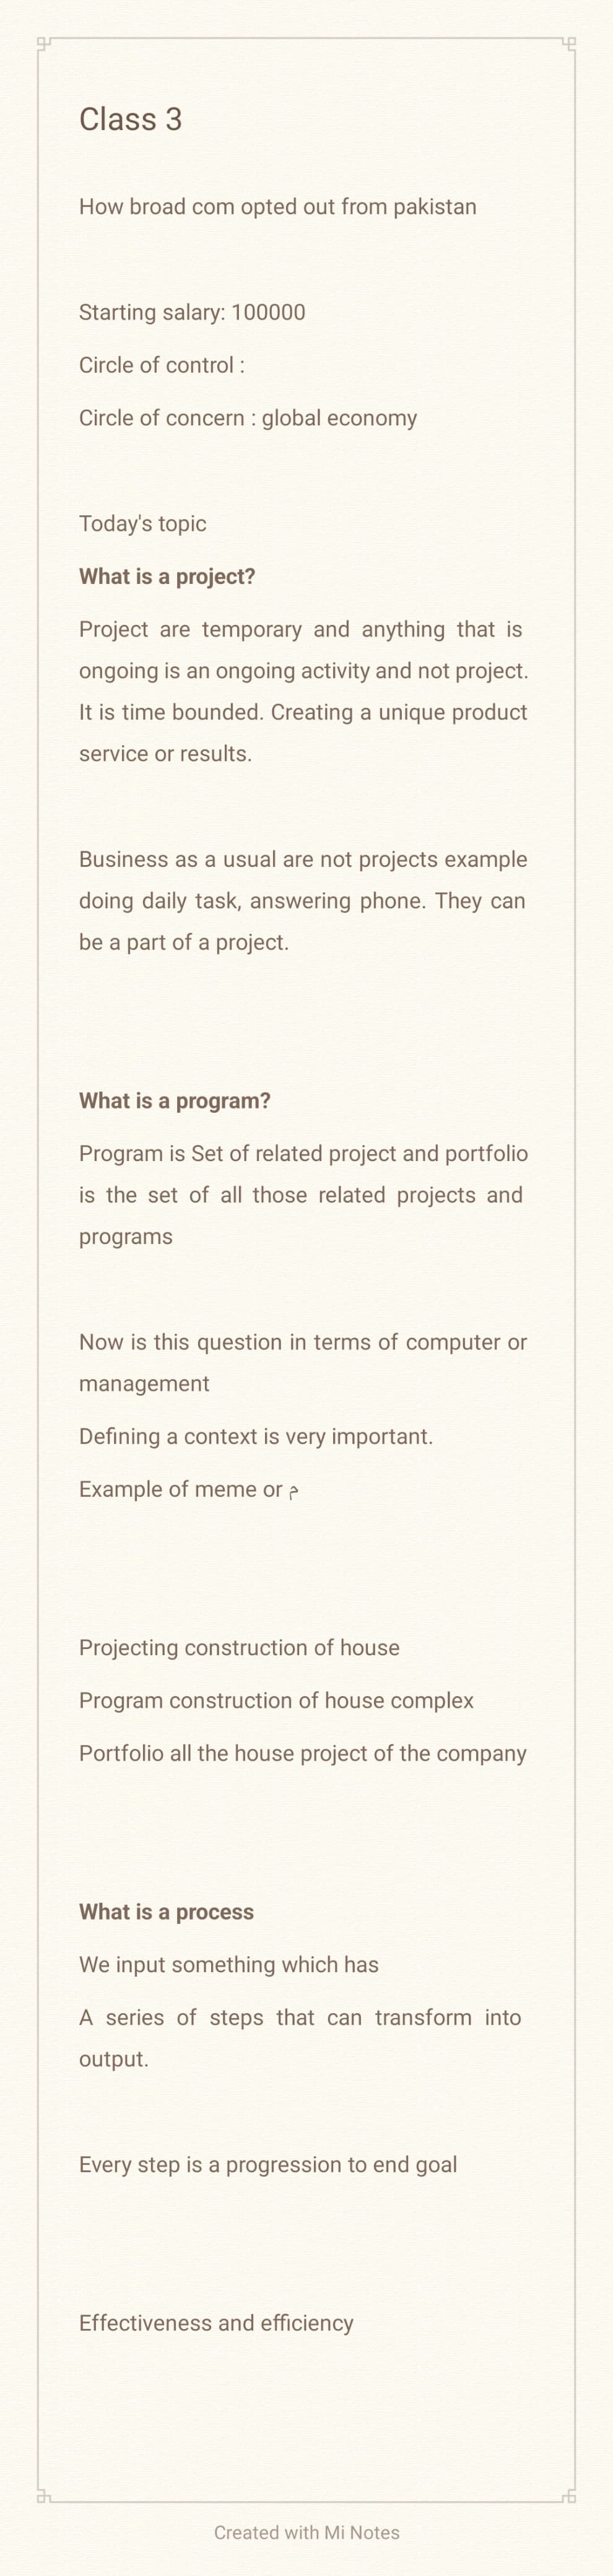 Class 3
How broad com opted out from pakistan
Starting salary: 100000
Circle of control :
Circle of concern : global economy
Today's topic
What is a project?
Project are temporary and anything that is
ongoing is an ongoing activity and not project.
It is time bounded. Creating a unique product
service or results.
Business as a usual are not projects example
doing daily task, answering phone. They can
be a part of a project.
What is a program?
Program is Set of related project and portfolio
is the set of all those related projects and
programs
Now is this question in terms of computer or
management
Defining a context is very important.
Example of meme or م
Projecting construction of house
Program construction of house complex
Portfolio all the house project of the company
What is a process
We input something which has
A series of steps that can transform into
output.
Every step is a progression to end goal
Effectiveness and efficiency
Created with Mi Notes